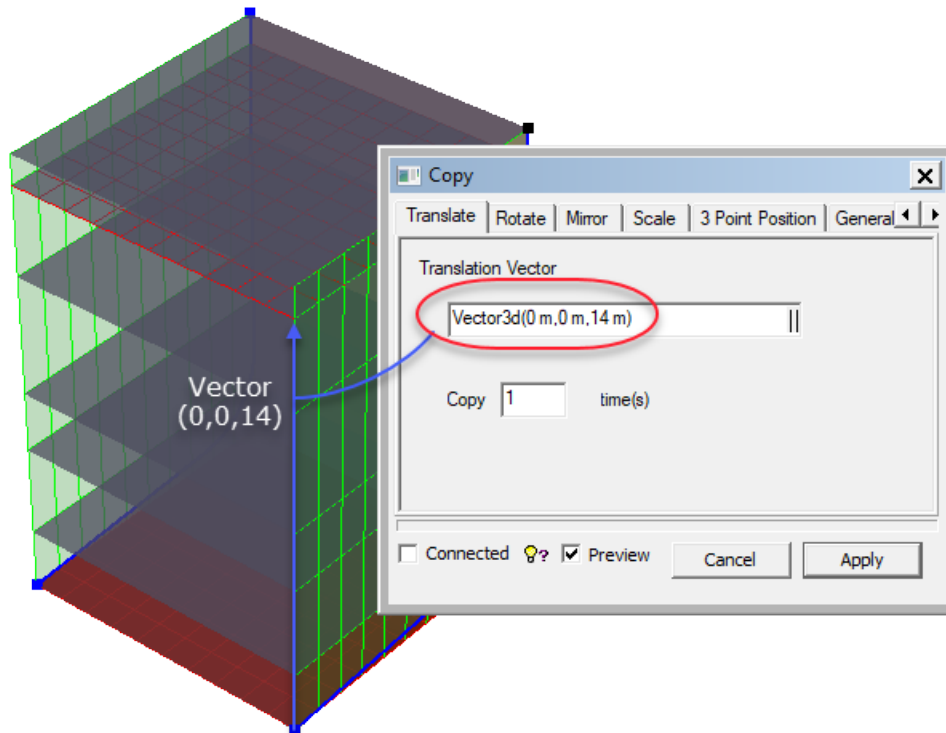 Copy
Translate Rotate Mirror Scale 3 Point Position General
Translation Vector
Vector3d(0 m,0 m,14 m)
Vector
(0,0,14)
Copy 1 time(s)
Connected ? Preview Cancel Apply